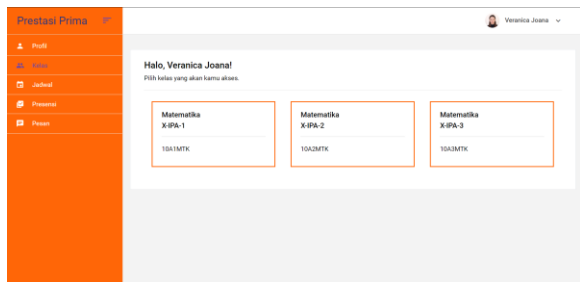 Prestasi Prima
Veranica Joana
Profil
Kelas
Jadwal
Presensi
Pesan
Halo, Veranica Joana!
Pilih kelas yang akan kamu akses.
Matematika
X-IPA-1
10A1MTK
Matematika
X-IPA-2
10A2MTK
Matematika
X-IPA-3
10A3MTK